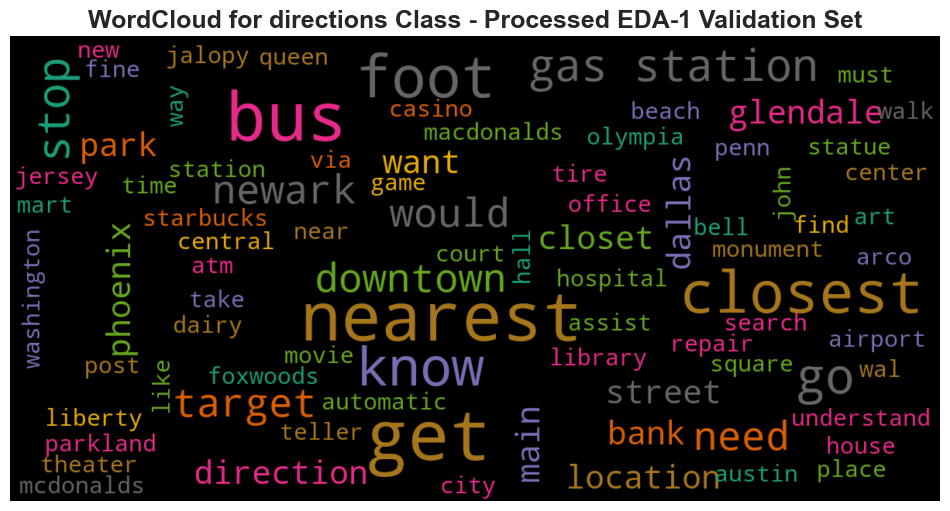 WordCloud for directions Class - Processed EDA-1 Validation Set
new
jalopy
queen
foot
gas station
must
fine
stop
way
bus
casino
beach
glendale
walk
macdonalds
olympia
park
via
want
penn
statue
station
jersey
time
newark
game
tire
dallas
john
center
mart
starbucks
would
office
bell
find
art
central
near
court
hall
closet
monument
arco
washington
phoenix
atm
downtown
hospital
closest
take
nearest
dairy
assist
search
airport
movie
know
library
repair
post
like
foxwoods
square
go
wal
target
automatic
street
liberty
teller
get
main
bank
need
understand
parkland
house
theater
direction
location
austin
place
mcdonalds
city